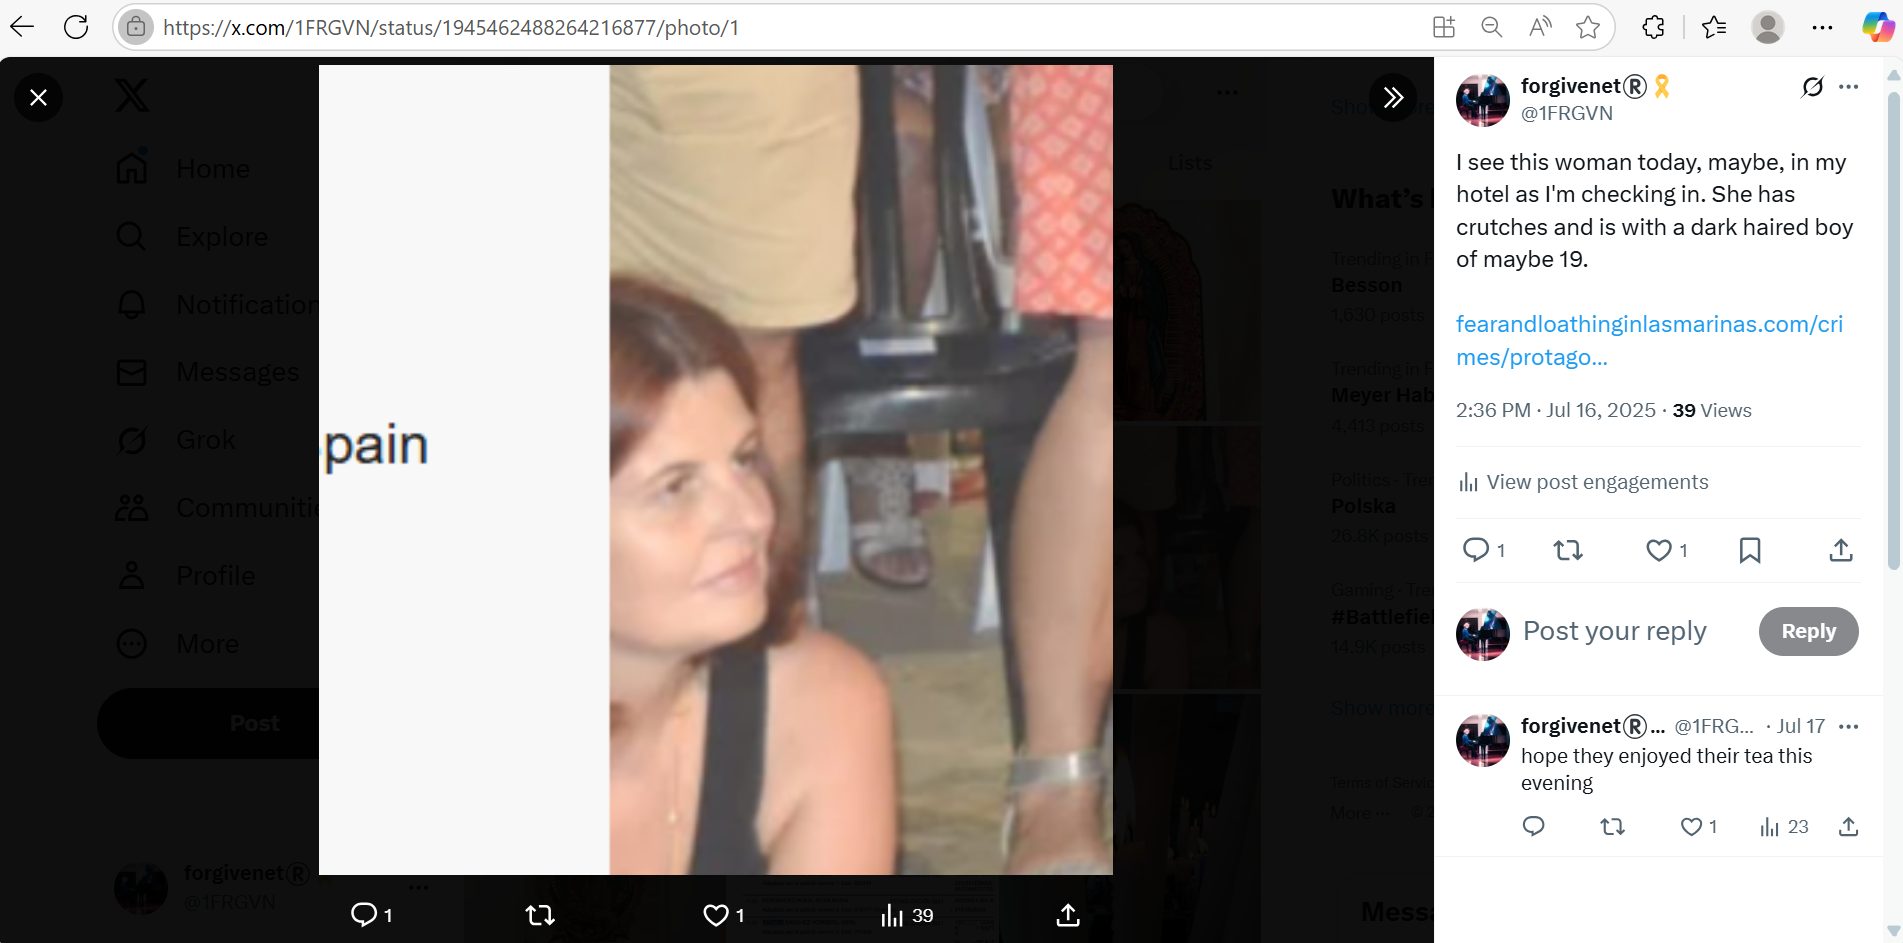 https://x.com/1FRGVN/status/1945462488264216877/photo/1
Home
Explore
Notification
Messages
Grok
Communitie
Profile
More
Post
forgivenet®
@1FRGVN
pain
1
1
39
Lists
What's
Trending in
Besson
1,630 posts
Trending in
Meyer Hab
4,413 posts
Politics · Tre
Polska
26.8K posts
Gaming · Tre
#Battlefiel
14.9K posts
Show more
Terms of Servic
More ···
Messa
forgivenet®🎗
@1FRGVN
I see this woman today, maybe, in my
hotel as I'm checking in. She has
crutches and is with a dark haired boy
of maybe 19.
fearandloathinginlasmarinas.com/cri
mes/protago...
2:36 PM · Jul 16, 2025 · 39 Views
View post engagements
1
1
Post your reply
Reply
forgivenet®... @1FRG... · Jul 17
hope they enjoyed their tea this
evening
1
23